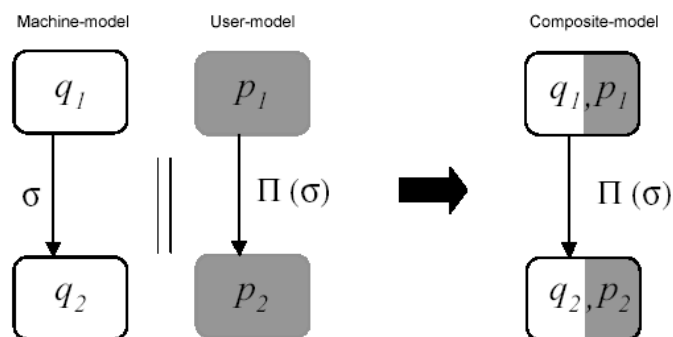 Machine-model User-model Composite-model
q₁ p₁ q₁,p₁
σ Π (σ) Π (σ)
q₂ p₂ q₂,p₂